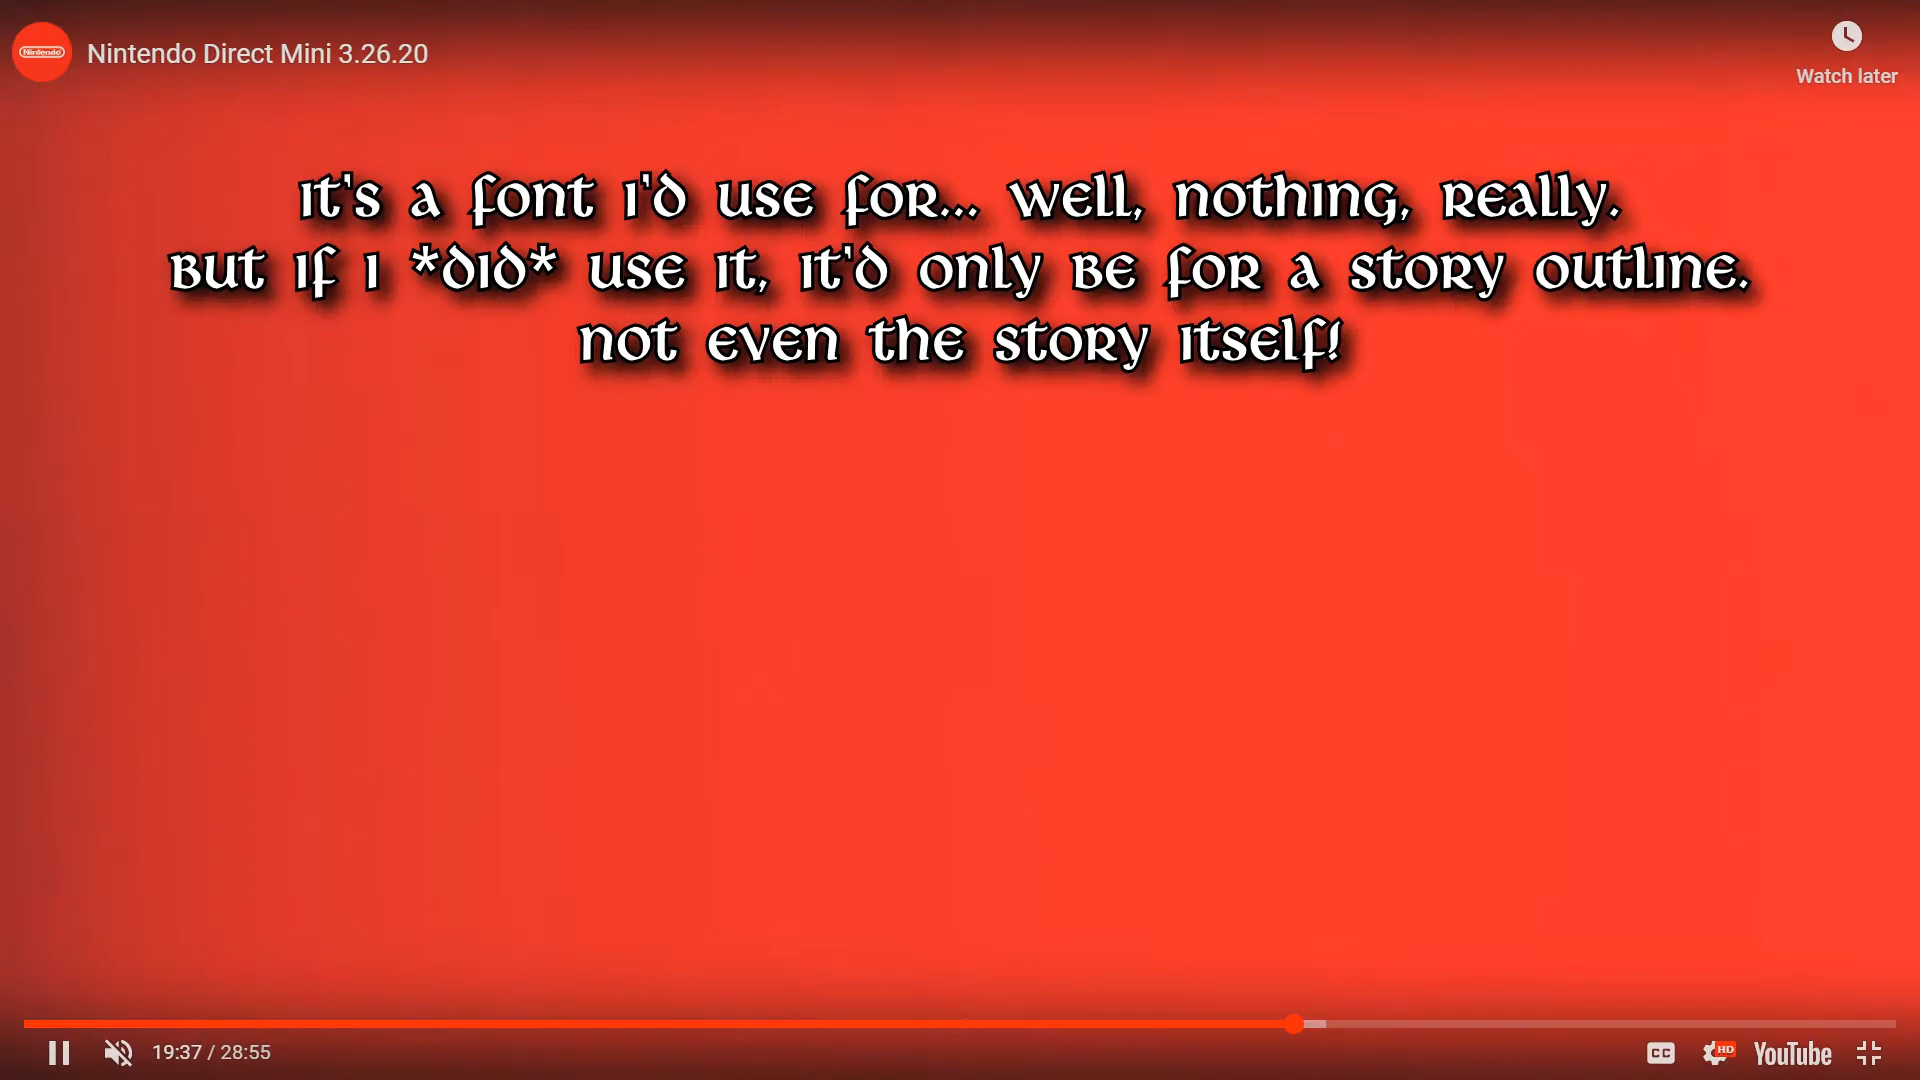 Nintendo
Nintendo Direct Mini 3.26.20
Watch later
It's a font I'd use for... well, nothing, really.
But if I *did* use it, it'd only be for a story outline.
Not even the story itself!
19:37 / 28:55
CC
HD
YouTube